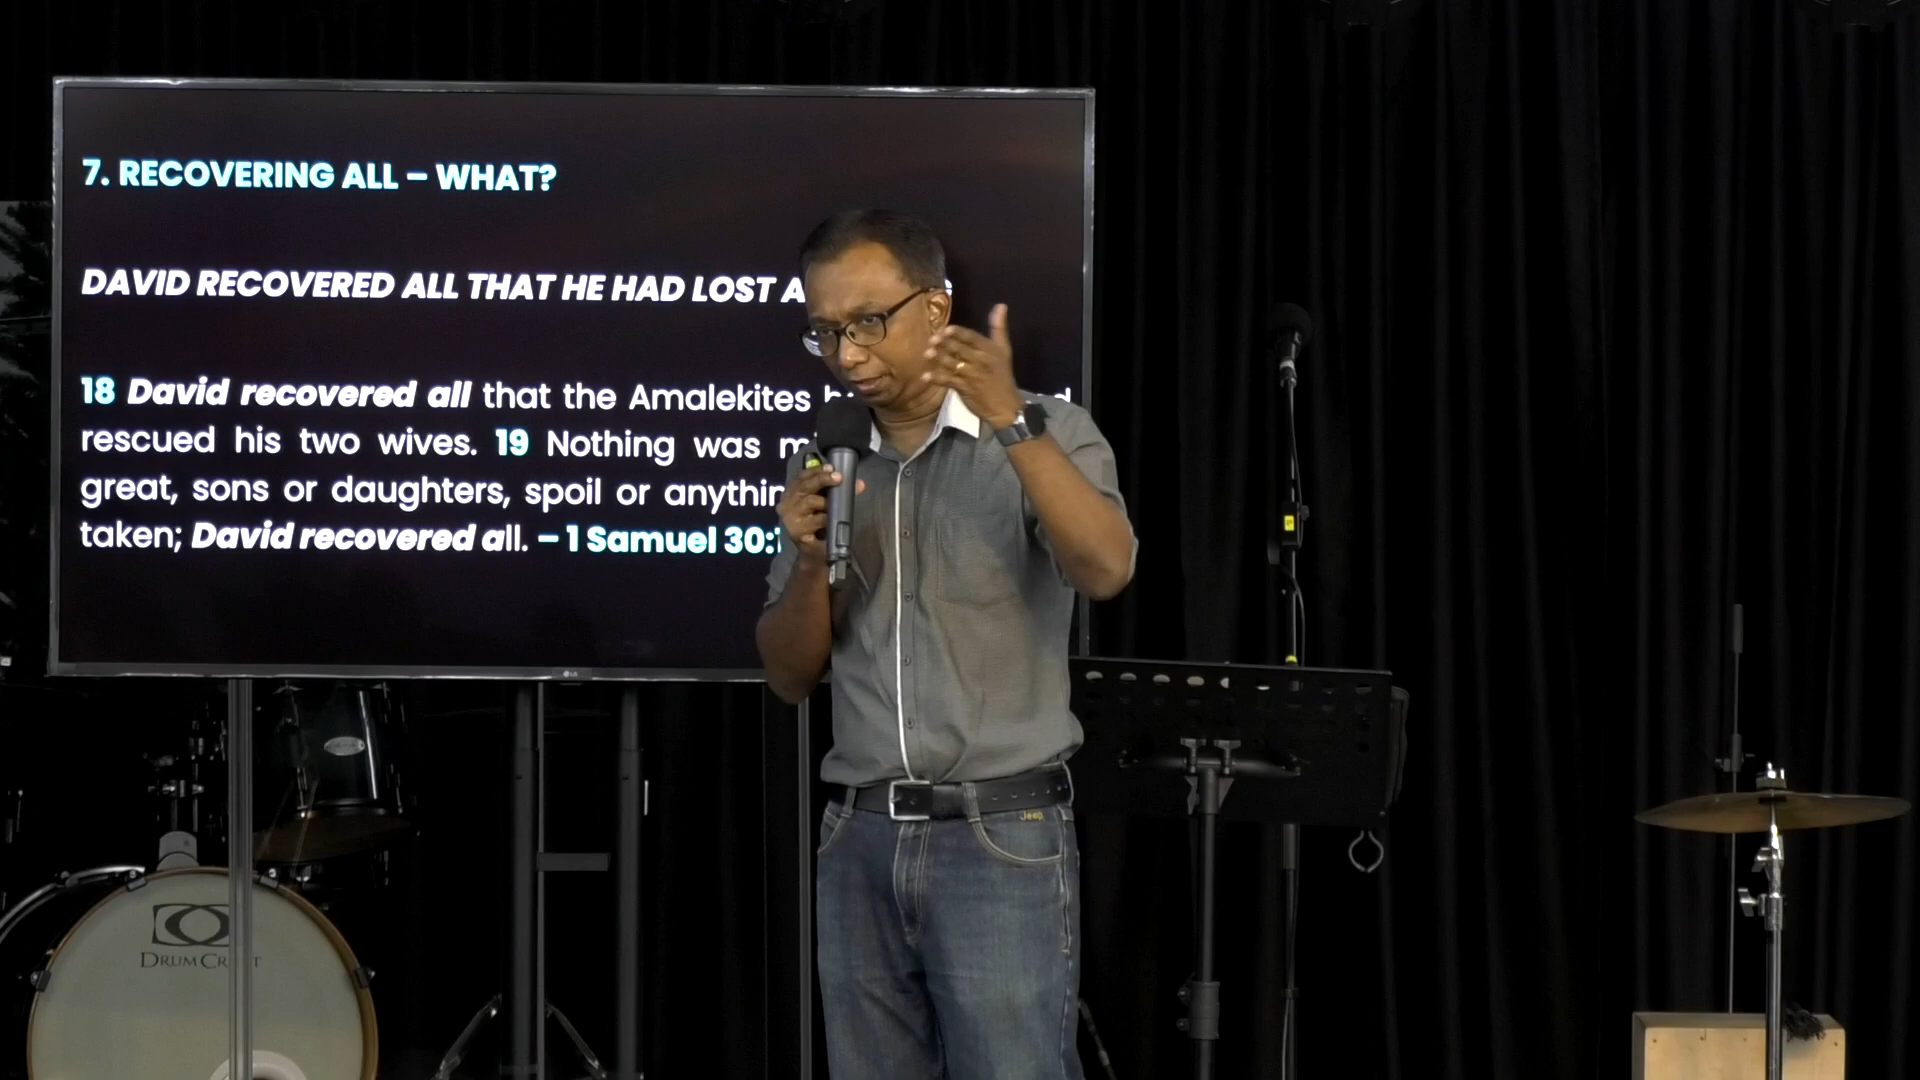 7. RECOVERING ALL – WHAT?
DAVID RECOVERED ALL THAT HE HAD LOST
18 David recovered all that the Amalekites
rescued his two wives. 19 Nothing was
great, sons or daughters, spoil or
taken; David recovered all. – 1 Samuel
LG
Jeep